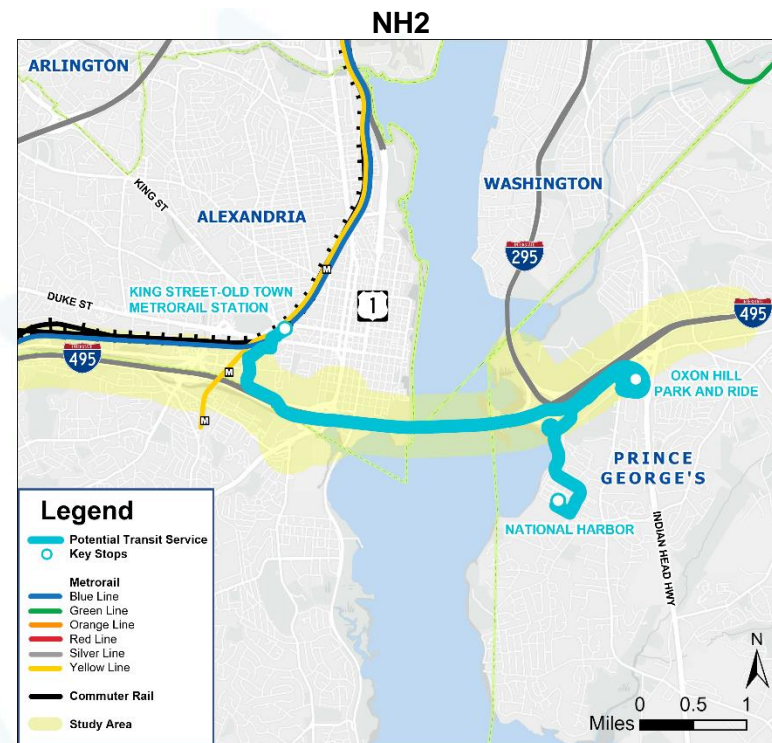 NH2
ARLINGTON
KING ST
ALEXANDRIA
WASHINGTON
295
KING STREET-OLD TOWN
METRORAIL STATION
1
M
DUKE ST
495
495
M
M
OXON HILL
PARK AND RIDE
PRINCE
GEORGE'S
NATIONAL HARBOR
INDIAN HEAD HWY
Legend
Potential Transit Service
Key Stops
Metrorail
Blue Line
Green Line
Orange Line
Red Line
Silver Line
Yellow Line
Commuter Rail
Study Area
N
0 0.5 1
Miles